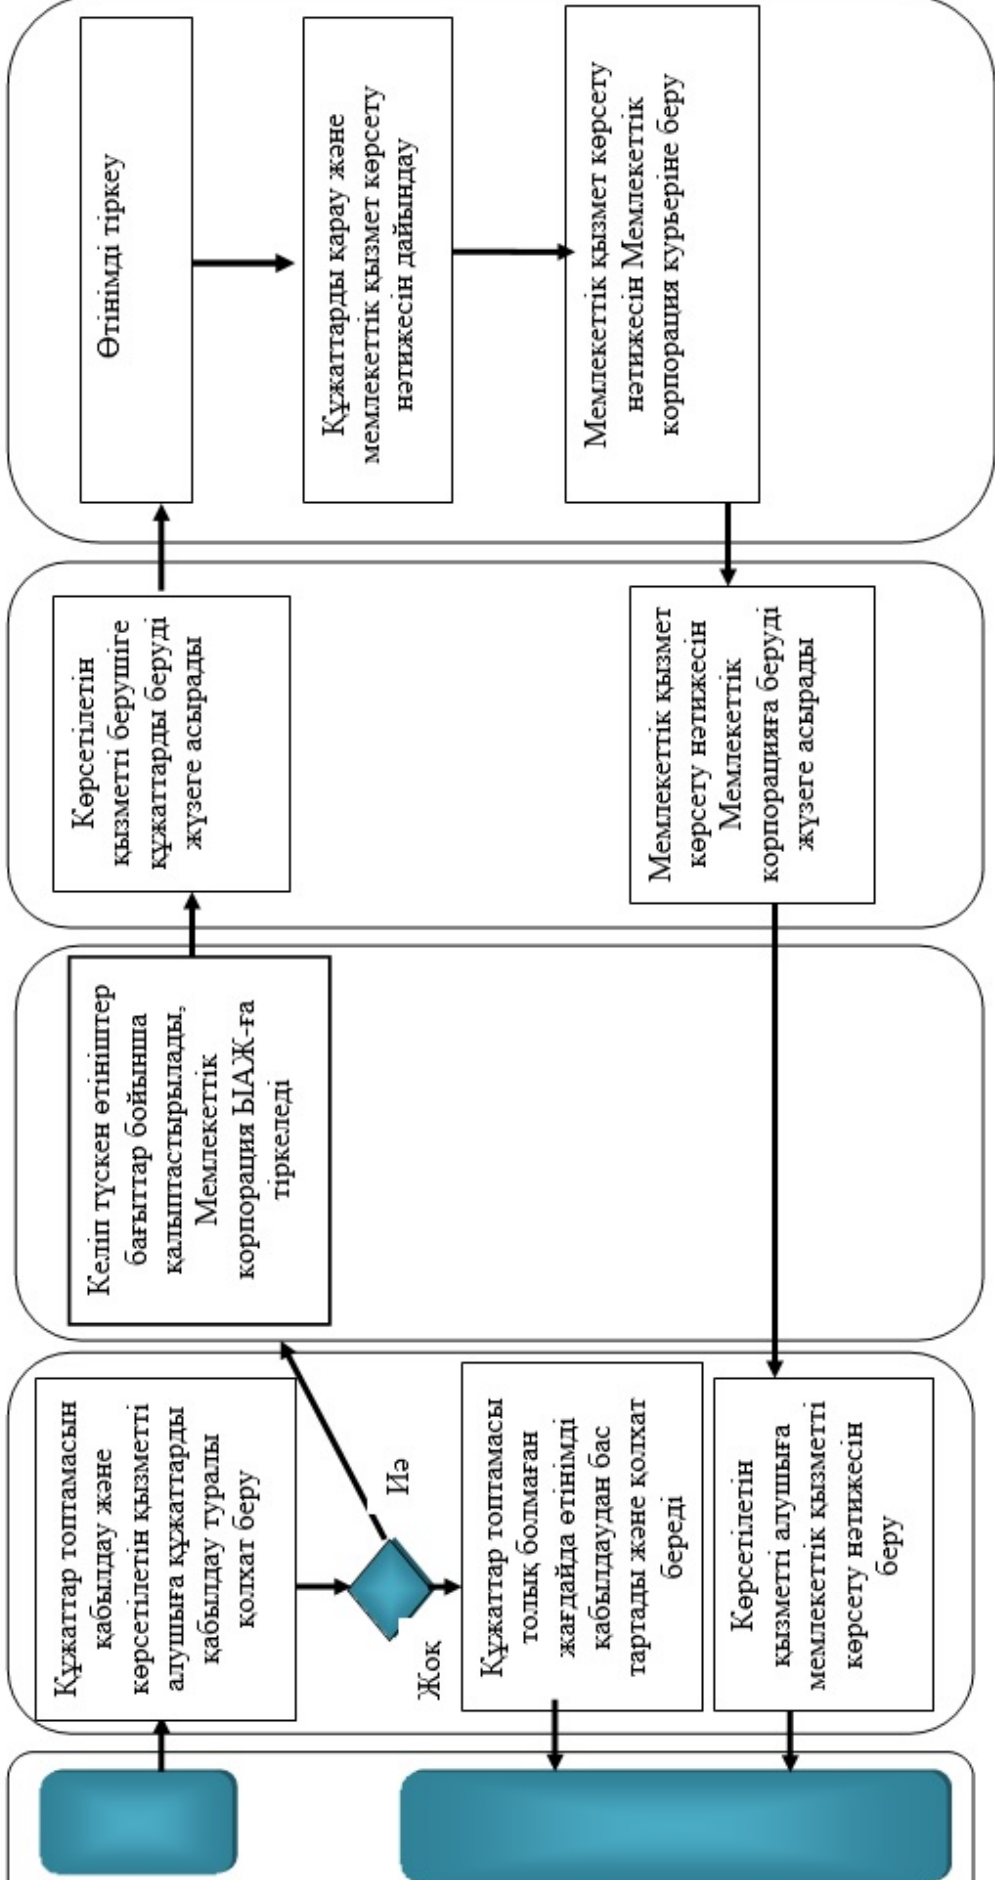 Құжаттар топтамасын
қабылдау және
көрсетілетін қызметті
алушыға құжаттарды
қабылдау туралы
қолхат беру
Иә
Жоқ
Құжаттар топтамасы
толық болмаған
жағдайда өтінімді
қабылдаудан бас
тартады және қолхат
береді
Көрсетілетін
қызметті алушыға
мемлекеттік қызметті
көрсету нәтижесін
беру
Келіп түскен өтініштер
бағыттар бойынша
қалыптастырылады,
Мемлекеттік
корпорация ЫАЖ-ға
тіркеледі
Көрсетілетін
қызметті берушіге
құжаттарды беруді
жүзеге асырады
Мемлекеттік қызмет
көрсету нәтижесін
Мемлекеттік
корпорацияға беруді
жүзеге асырады
Өтінімді тіркеу
Құжаттарды қарау және
мемлекеттік қызмет көрсету
нәтижесін дайындау
Мемлекеттік қызмет көрсету
нәтижесін Мемлекеттік
корпорация курьеріне беру